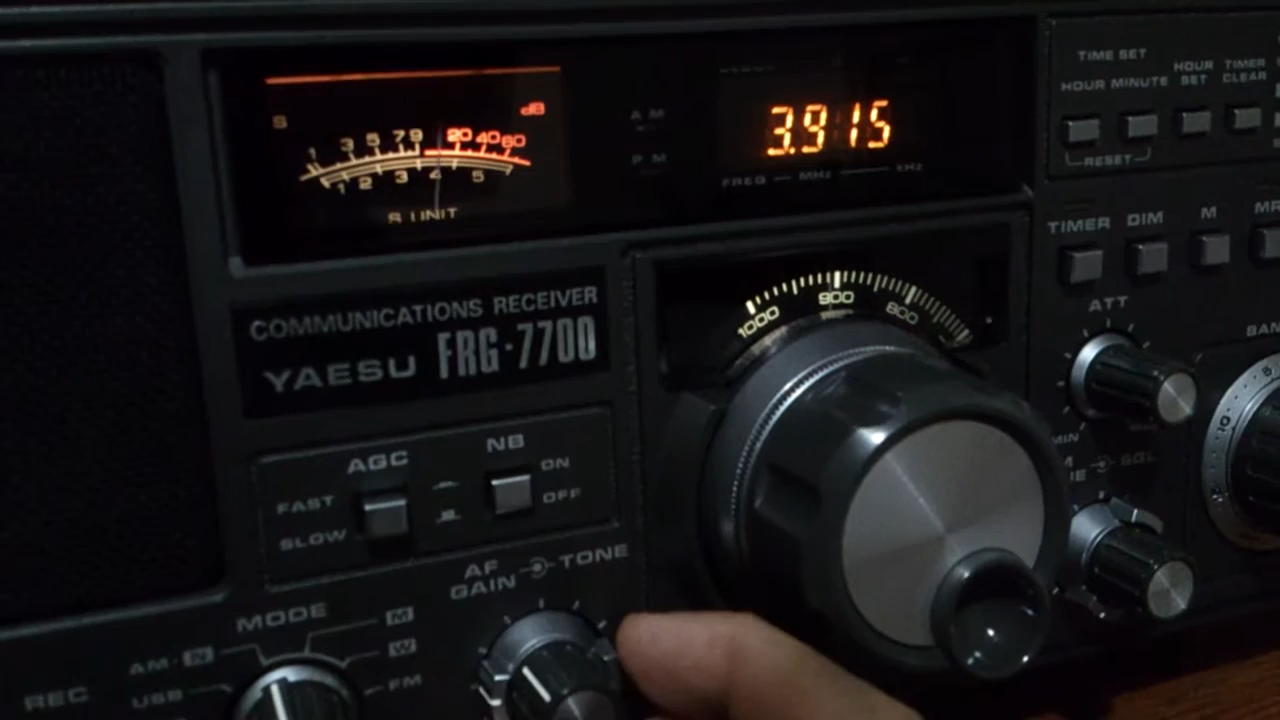 S
dB
1 3 5 7 9 20 40 60
1 2 3 4 5
S UNIT
AM
PM
3.915
FREQ MHz kHz
TIME SET
HOUR MINUTE
HOUR SET
TIMER CLEAR
RESET
TIMER DIM M MR
COMMUNICATIONS RECEIVER
YAESU FRG-7700
1000 900 800
ATT
AGC
FAST
SLOW
NB
ON
OFF
AF GAIN
TONE
MIN
SQL
MODE
AM·N
M
W
FM
USB
REC
10